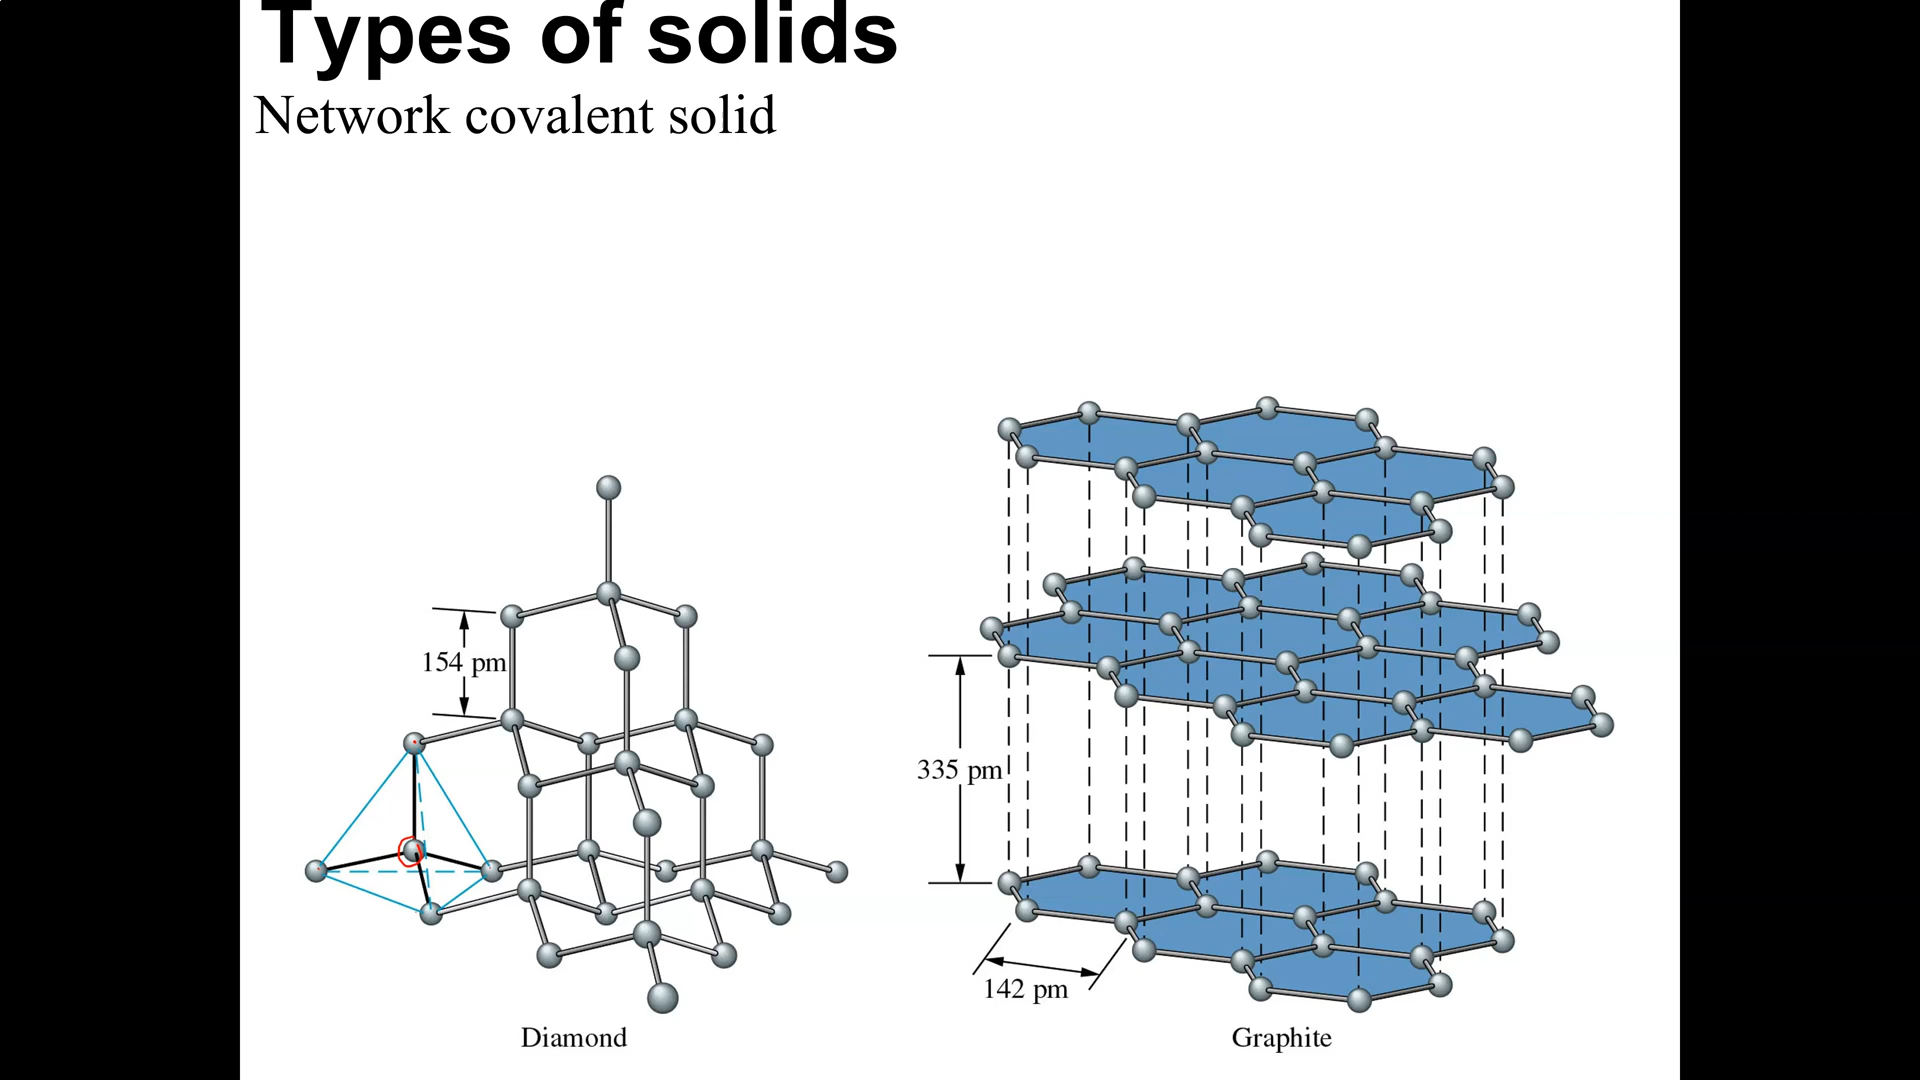 Types of solids
Network covalent solid
154 pm
335 pm
142 pm
Diamond
Graphite